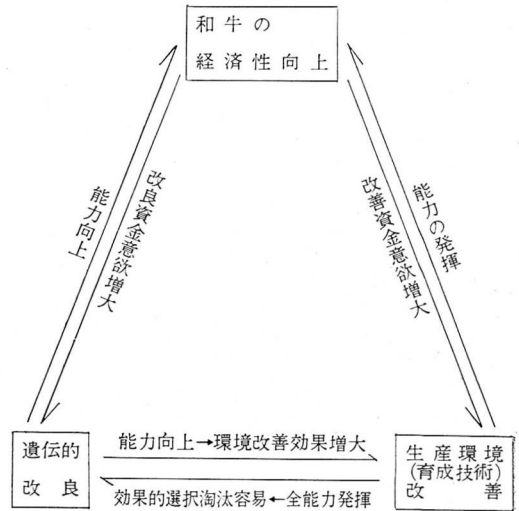 和牛の
経済性向上
能力向上
改良資金意欲増大
改善資金意欲増大
能力の発揮
遺伝的
改良
能力向上→環境改善効果増大
効果的選択淘汰容易←全能力発揮
生産環境
(育成技術)
改善